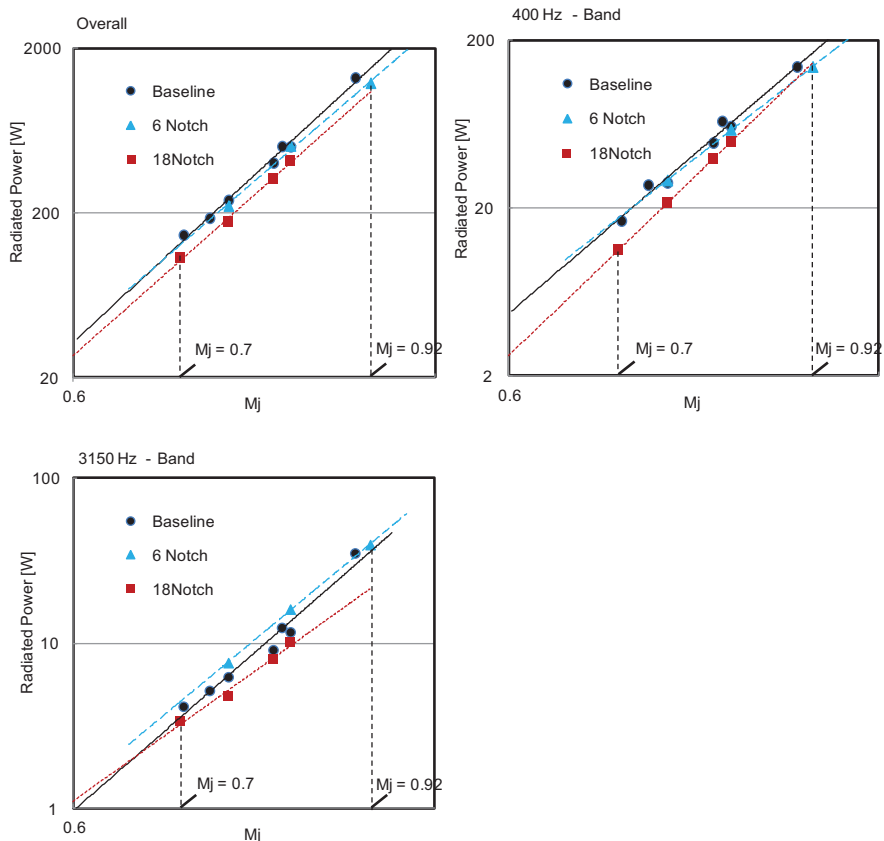 Overall
2000
Baseline
6 Notch
18Notch
Radiated Power [W]
200
Mj = 0.7
Mj = 0.92
20
0.6
Mj
400 Hz - Band
200
Baseline
6 Notch
18Notch
Radiated Power [W]
20
Mj = 0.7
Mj = 0.92
2
0.6
Mj
3150 Hz - Band
100
Baseline
6 Notch
18Notch
Radiated Power [W]
10
Mj = 0.7
Mj = 0.92
1
0.6
Mj